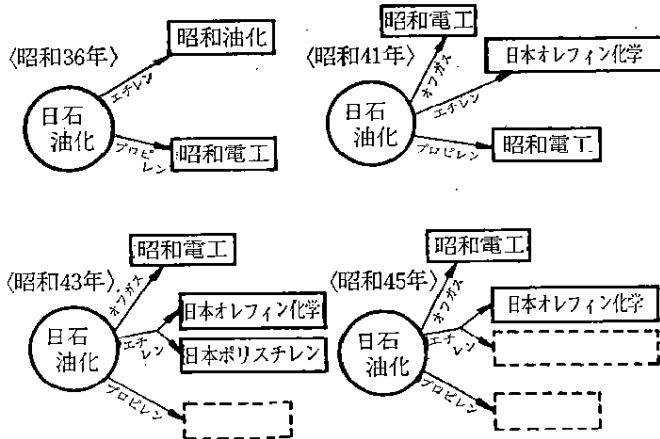 〈昭和36年〉
昭和油化
エチレン
日石
油化
プロピ
レン
昭和電工
〈昭和41年〉
昭和電工
オフガス
日本オレフィン化学
エチレン
日石
油化
プロピレン
昭和電工
〈昭和43年〉
昭和電工
オフガス
日本オレフィン化学
エチ
レン
日石
油化
日本ポリスチレン
プロピレン
〈昭和45年〉
昭和電工
オフガス
日本オレフィン化学
エチ
レン
日石
油化
プロピレン